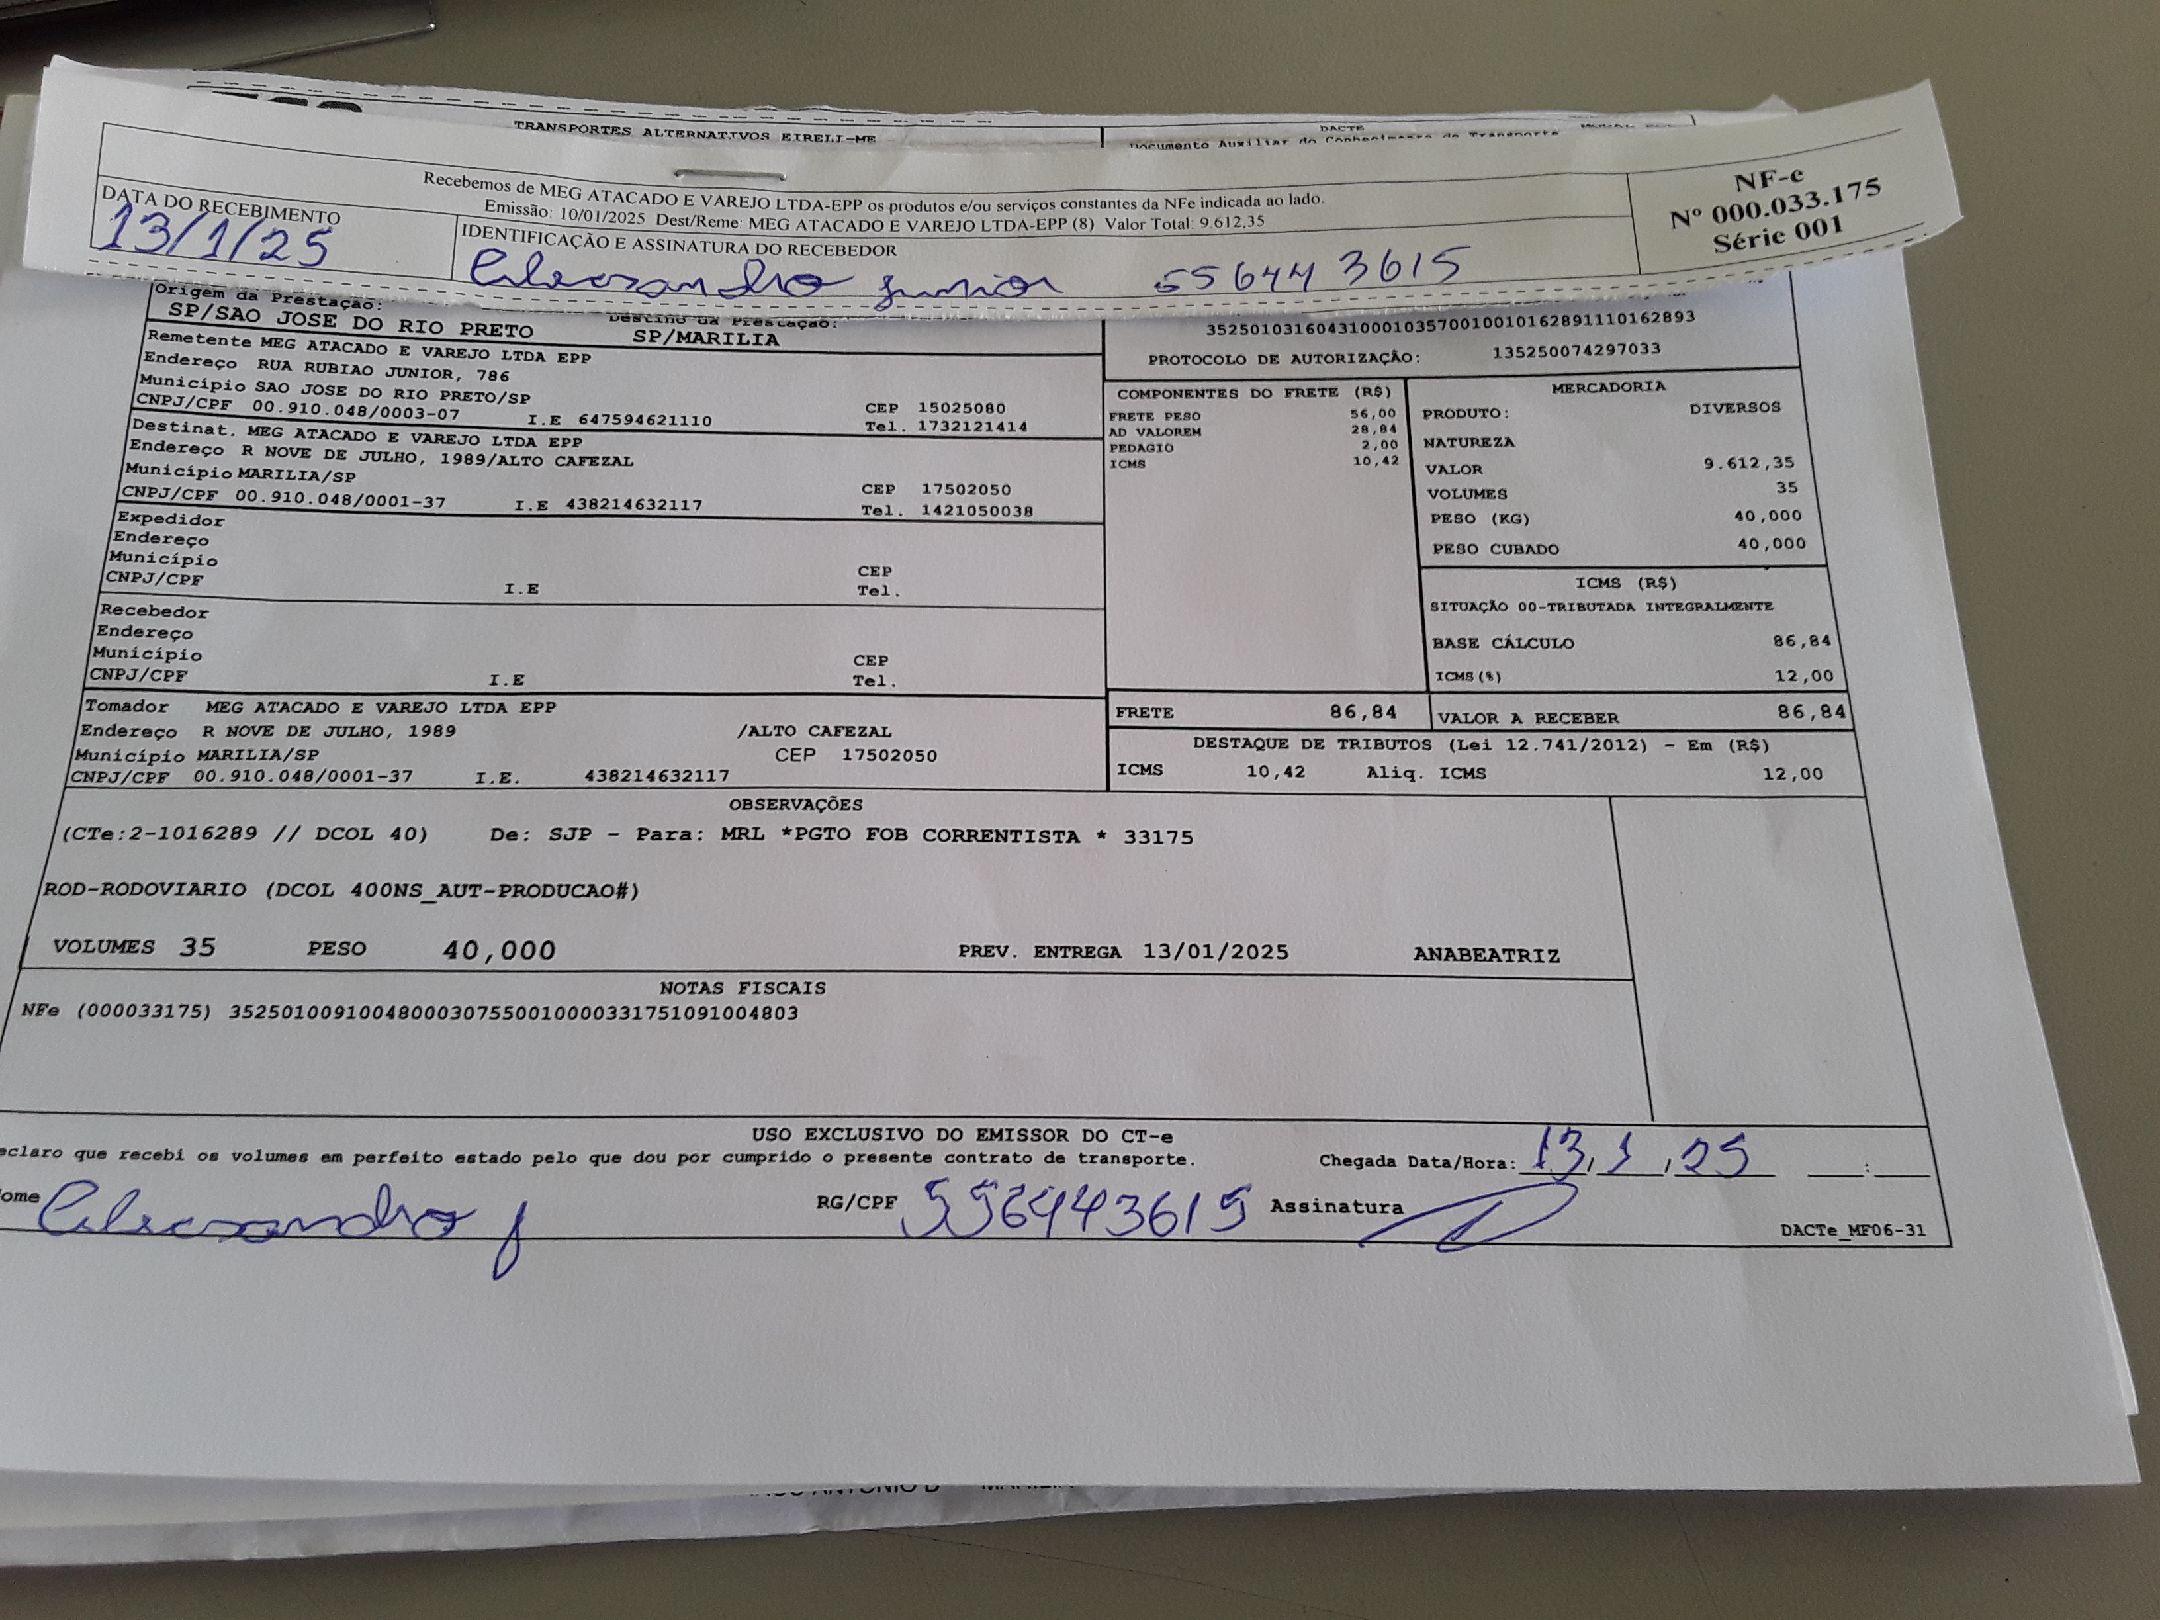 TRANSPORTES ALTERNATIVOS EIRELI-ME
DACTE
Documento Auxiliar do Conhecimento de Transporte
Recebemos de MEG ATACADO E VAREJO LTDA-EPP os produtos e/ou serviços constantes da NFe indicada ao lado.
Emissão: 10/01/2025 Dest/Reme: MEG ATACADO E VAREJO LTDA-EPP (8) Valor Total: 9.612,35
NF-e
Nº 000.033.175
Série 001
DATA DO RECEBIMENTO
13/1/25
IDENTIFICAÇÃO E ASSINATURA DO RECEBEDOR
Alecsandro junior 556443615
Origem da Prestação:
SP/SAO JOSE DO RIO PRETO
Destino da Prestação:
SP/MARILIA
Remetente MEG ATACADO E VAREJO LTDA EPP
Endereço RUA RUBIAO JUNIOR, 786
Município SAO JOSE DO RIO PRETO/SP CEP 15025080
CNPJ/CPF 00.910.048/0003-07 I.E 647594621110 Tel. 1732121414
Destinat. MEG ATACADO E VAREJO LTDA EPP
Endereço R NOVE DE JULHO, 1989/ALTO CAFEZAL
Município MARILIA/SP CEP 17502050
CNPJ/CPF 00.910.048/0001-37 I.E 438214632117 Tel. 1421050038
Expedidor
Endereço
Município CEP
CNPJ/CPF I.E Tel.
Recebedor
Endereço
Município CEP
CNPJ/CPF I.E Tel.
Tomador MEG ATACADO E VAREJO LTDA EPP
Endereço R NOVE DE JULHO, 1989 /ALTO CAFEZAL
Município MARILIA/SP CEP 17502050
CNPJ/CPF 00.910.048/0001-37 I.E. 438214632117
35250103160431000103570010010162891110162893
PROTOCOLO DE AUTORIZAÇÃO: 135250074297033
COMPONENTES DO FRETE (R$)
FRETE PESO 56,00
AD VALOREM 28,84
PEDAGIO 2,00
ICMS 10,42
MERCADORIA
PRODUTO: DIVERSOS
NATUREZA
VALOR 9.612,35
VOLUMES 35
PESO (KG) 40,000
PESO CUBADO 40,000
ICMS (R$)
SITUAÇÃO 00-TRIBUTADA INTEGRALMENTE
BASE CÁLCULO 86,84
ICMS(%) 12,00
FRETE 86,84 VALOR A RECEBER 86,84
DESTAQUE DE TRIBUTOS (Lei 12.741/2012) - Em (R$)
ICMS 10,42 Aliq. ICMS 12,00
OBSERVAÇÕES
(CTe:2-1016289 // DCOL 40) De: SJP - Para: MRL *PGTO FOB CORRENTISTA * 33175
ROD-RODOVIARIO (DCOL 400NS_AUT-PRODUCAO#)
VOLUMES 35 PESO 40,000 PREV. ENTREGA 13/01/2025 ANABEATRIZ
NOTAS FISCAIS
NFe (000033175) 35250100910048000307550010000331751091004803
USO EXCLUSIVO DO EMISSOR DO CT-e
eclaro que recebi os volumes em perfeito estado pelo que dou por cumprido o presente contrato de transporte. Chegada Data/Hora: 13/1/25 :
ome Alecsandro j RG/CPF 556443615 Assinatura
DACTe_MF06-31